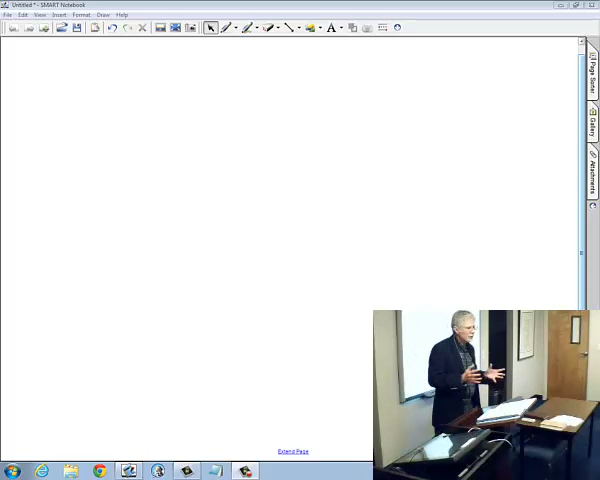 Untitled * - SMART Notebook
File Edit View Insert Format Draw Help
A
Page Sorter
Gallery
Attachments
Extend Page